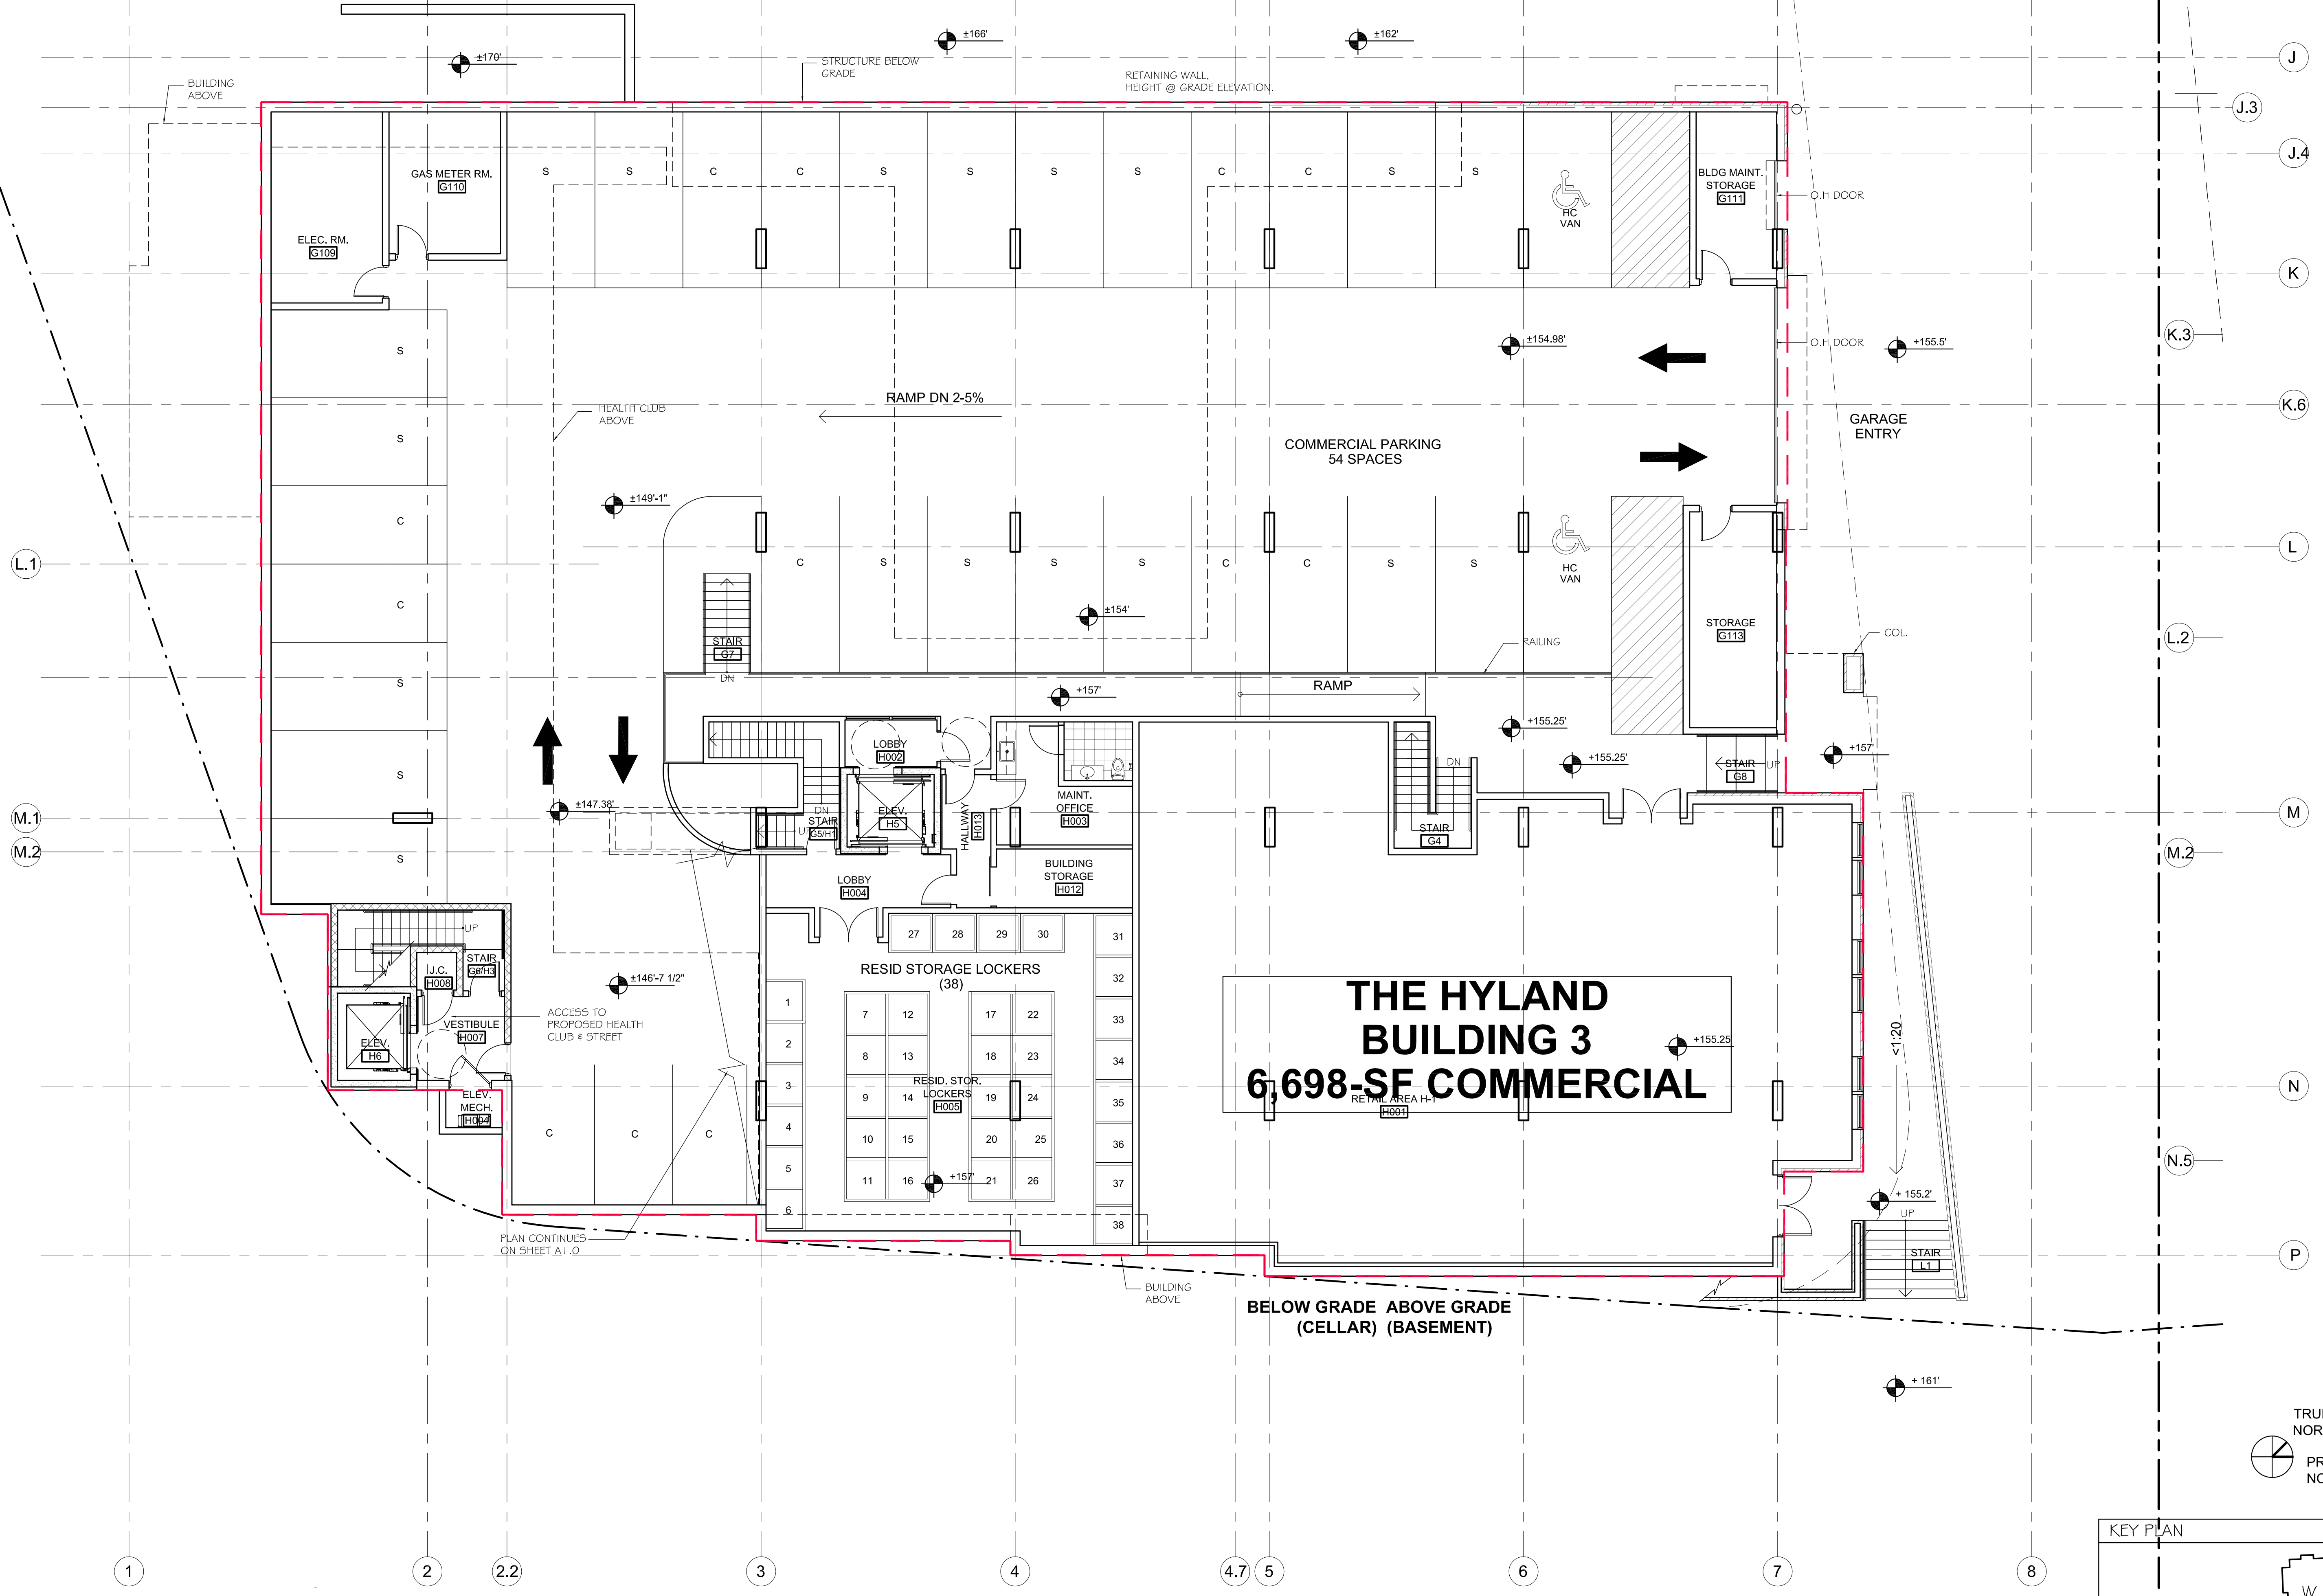 ±170'
±166'
±162'
J
BUILDING
ABOVE
STRUCTURE BELOW
GRADE
RETAINING WALL,
HEIGHT @ GRADE ELEVATION.
J.3
J.4
GAS METER RM.
G110
S
S
C
C
S
S
S
S
C
C
S
S
HC
VAN
BLDG MAINT.
STORAGE
G111
O.H DOOR
ELEC. RM.
G109
K
S
±154.98'
O.H DOOR
+155.5'
K.3
RAMP DN 2-5%
HEALTH CLUB
ABOVE
K.6
GARAGE
ENTRY
S
COMMERCIAL PARKING
54 SPACES
±149'-1"
C
L.1
L
C
S
S
S
S
C
C
S
S
HC
VAN
C
±154'
STORAGE
G113
STAIR
G7
DN
RAILING
COL.
L.2
S
+157'
RAMP
+155.25'
LOBBY
H002
+155.25'
+157'
STAIR
G8
UP
DN
S
±147.38'
MAINT.
OFFICE
H003
DN
STAIR
G5/H1
UP
ELEV.
H5
HALLWAY
H013
STAIR
G4
M.1
M
M.2
M.2
S
BUILDING
STORAGE
H012
LOBBY
H004
UP
27
28
29
30
31
STAIR
G6/H3
J.C.
H008
RESID STORAGE LOCKERS
(38)
32
±146'-7 1/2"
1
7
12
17
22
33
ACCESS TO
PROPOSED HEALTH
CLUB & STREET
VESTIBULE
H007
ELEV.
H6
2
8
13
18
23
34
THE HYLAND
BUILDING 3
6,698-SF COMMERCIAL
+155.25'
<1:20
RESID. STOR.
LOCKERS
H005
3
9
14
19
24
35
RETAIL AREA H-1
H001
N
ELEV.
MECH.
C
C
C
4
10
15
20
25
36
N.5
5
11
16
+157'
21
26
37
+ 155.2'
6
38
UP
PLAN CONTINUES
ON SHEET A1.0
STAIR
L1
P
BUILDING
ABOVE
BELOW GRADE ABOVE GRADE
(CELLAR) (BASEMENT)
+ 161'
KEY PLAN
W
1
2
2.2
3
4
4.7
5
6
7
8